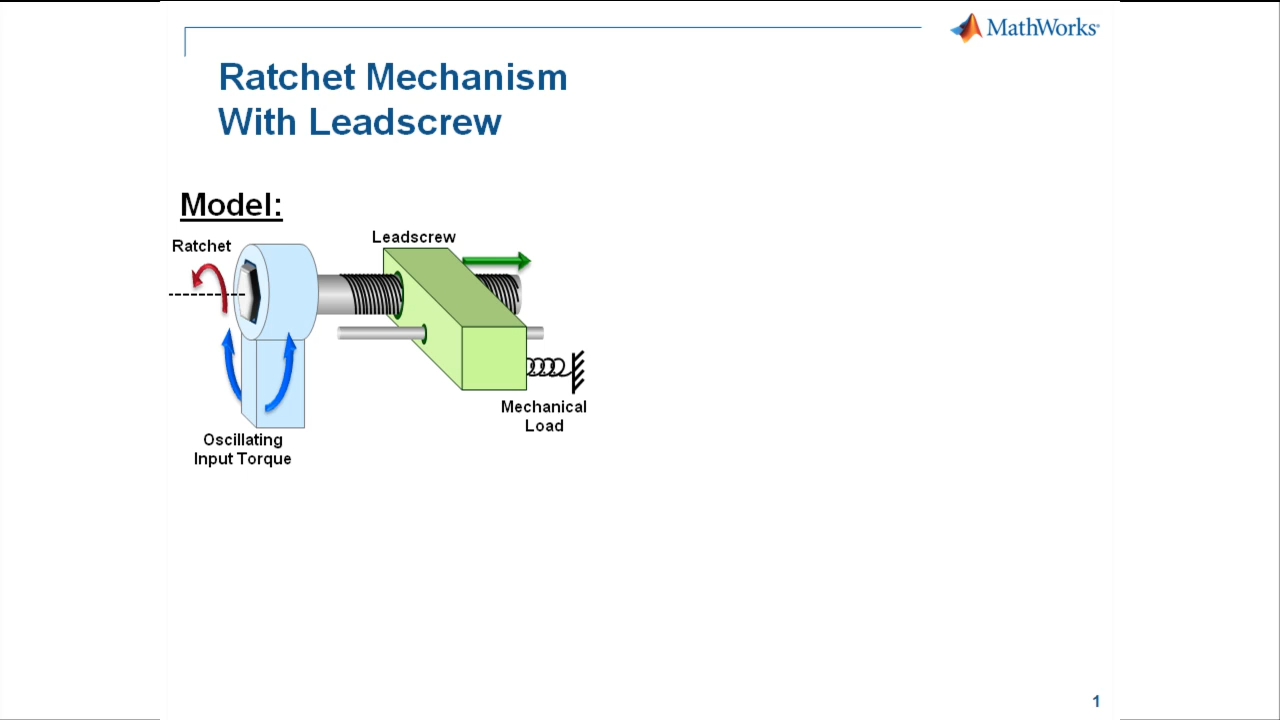 MathWorks®
Ratchet Mechanism
With Leadscrew
Model:
Ratchet
Leadscrew
Mechanical
Load
Oscillating
Input Torque
1